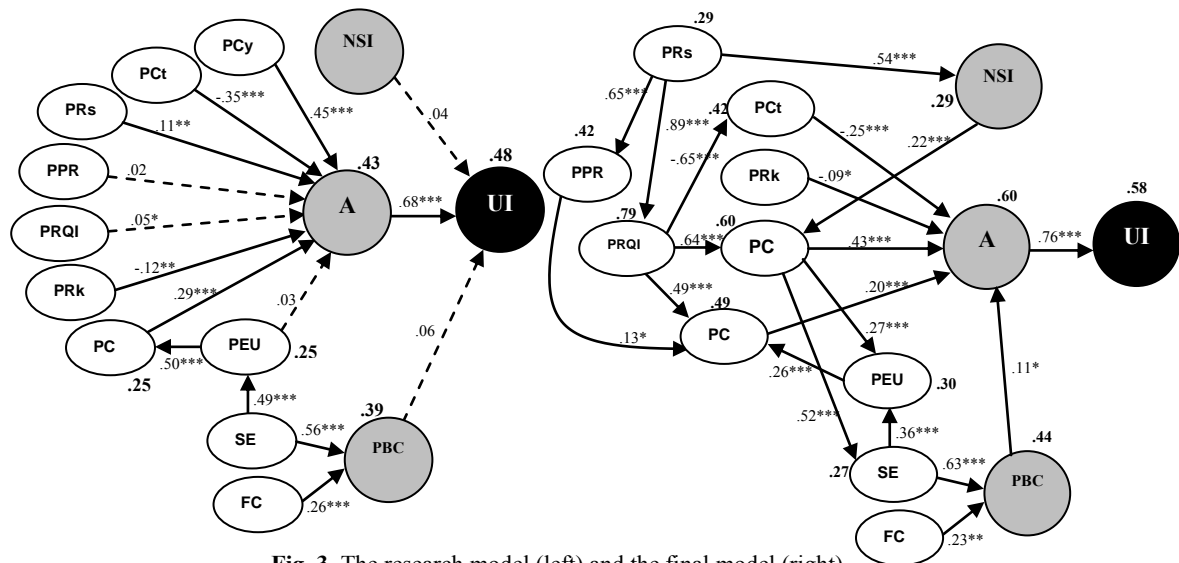 PCy
NSI
PCt
-.35***
.45***
PRs
.11**
.04
PPR
.02
.43
.48
A
.68***
UI
PRQI
.05*
PRk
-.12**
.29***
.03
.06
PC
.50***
PEU
.25
.25
.49***
SE
.56***
.39
PBC
FC
.26***
.29
PRs
.54***
NSI
.29
.65***
.89***
.42
PCt
.42
-.65***
-.25***
.22***
PPR
PRk
-.09*
.58
.79
.60
.60
PRQI
.64***
PC
.43***
A
.76***
UI
.49***
.49
.20***
PC
.13*
.27***
.26***
PEU
.30
.11*
.52***
.36***
.27
SE
.63***
.44
PBC
FC
.23**
Fig. 3. The research model (left) and the final model (right)